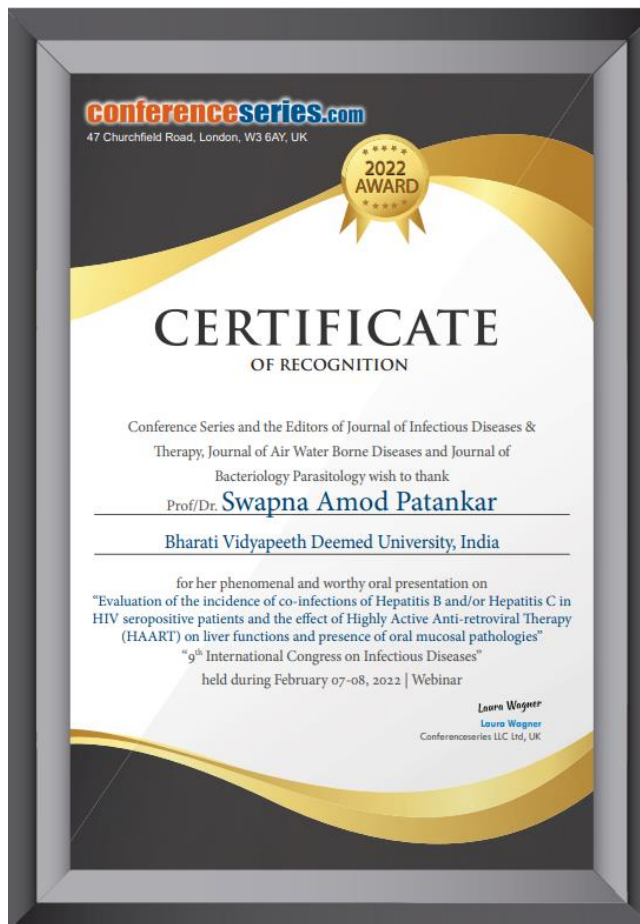 conferenceseries.com
47 Churchfield Road, London, W3 6AY, UK
2022
AWARD
CERTIFICATE
OF RECOGNITION
Conference Series and the Editors of Journal of Infectious Diseases &
Therapy, Journal of Air Water Borne Diseases and Journal of
Bacteriology Parasitology wish to thank
Prof/Dr. Swapna Amod Patankar
Bharati Vidyapeeth Deemed University, India
for her phenomenal and worthy oral presentation on
“Evaluation of the incidence of co-infections of Hepatitis B and/or Hepatitis C in
HIV seropositive patients and the effect of Highly Active Anti-retroviral Therapy
(HAART) on liver functions and presence of oral mucosal pathologies”
“9th International Congress on Infectious Diseases”
held during February 07-08, 2022 | Webinar
Laura Wagner
Laura Wagner
Conferenceseries LLC Ltd, UK